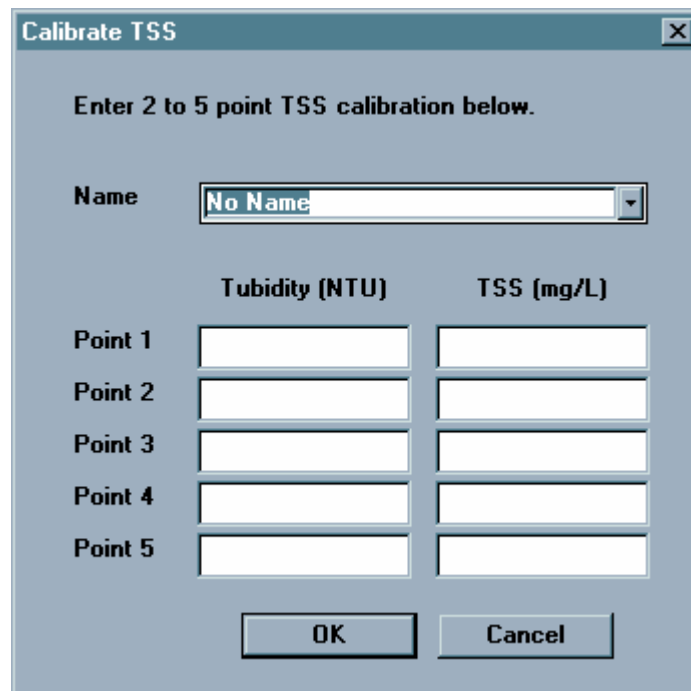 Calibrate TSS
Enter 2 to 5 point TSS calibration below.
Name No Name
Tubidity (NTU) TSS (mg/L)
Point 1
Point 2
Point 3
Point 4
Point 5
OK Cancel